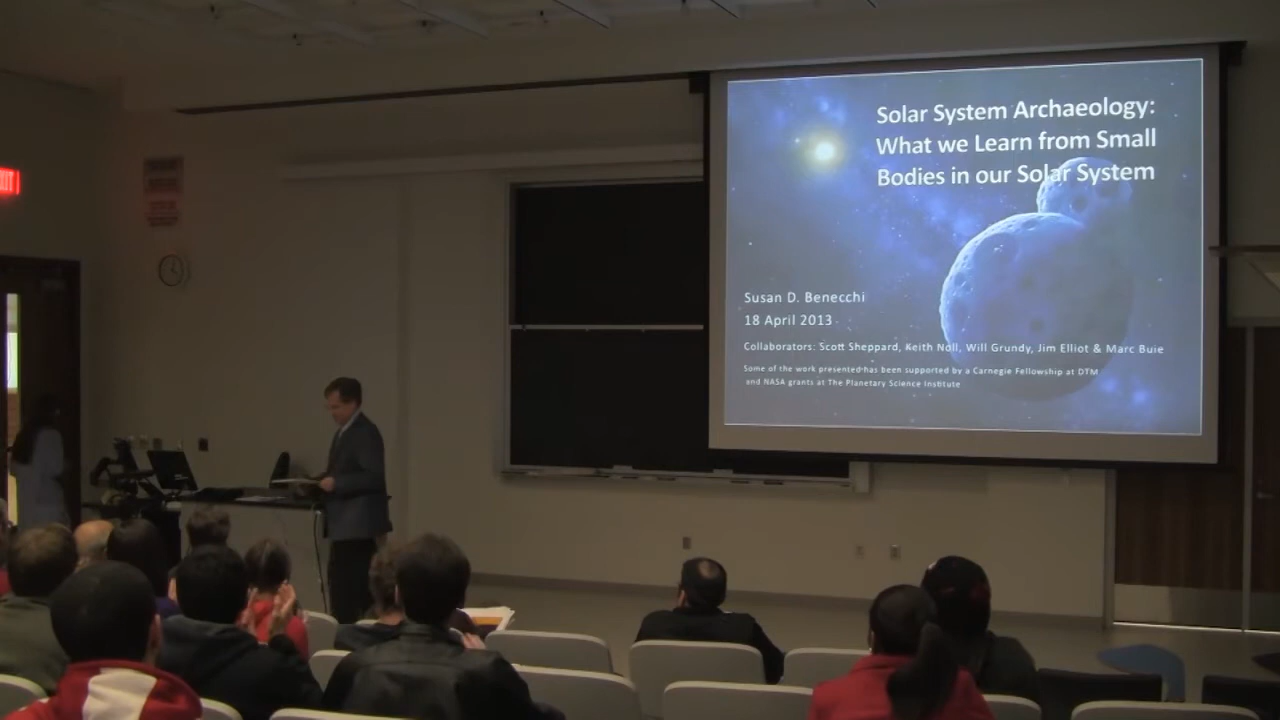 Solar System Archaeology:
What we Learn from Small
Bodies in our Solar System
Susan D. Benecchi
18 April 2013
Collaborators: Scott Sheppard, Keith Noll, Will Grundy, Jim Elliot & Marc Buie
Some of the work presented has been supported by a Carnegie Fellowship at DTM
and NASA grants at The Planetary Science Institute